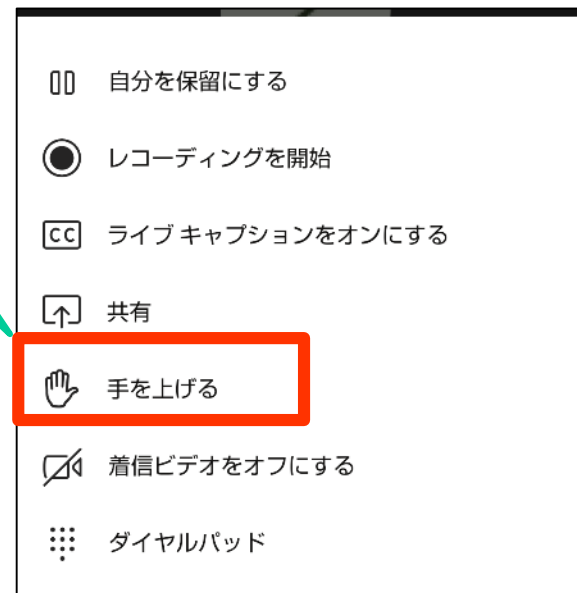 自分を保留にする
レコーディングを開始
CC ライブ キャプションをオンにする
共有
手を上げる
着信ビデオをオフにする
ダイヤルパッド